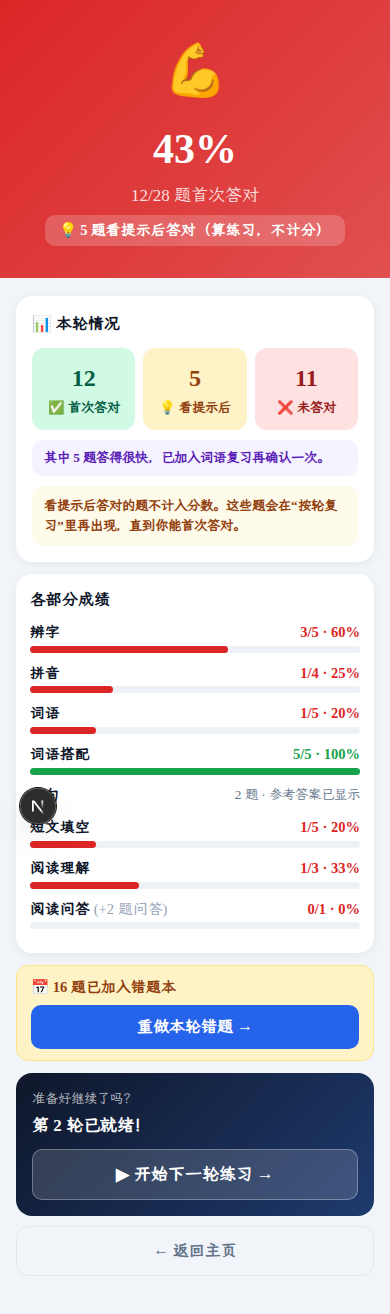 43%
12/28 题首次答对
💡 5 题看提示后答对（算练习，不计分）
📊 本轮情况
12
✅ 首次答对
5
💡 看提示后
11
❌ 未答对
其中 5 题答得很快，已加入词语复习再确认一次。
看提示后答对的题不计入分数。这些题会在“按轮复
习”里再出现，直到你能首次答对。
各部分成绩
辨字 3/5 · 60%
拼音 1/4 · 25%
词语 1/5 · 20%
词语搭配 5/5 · 100%
句 2 题 · 参考答案已显示
N
短文填空 1/5 · 20%
阅读理解 1/3 · 33%
阅读问答 (+2 题问答) 0/1 · 0%
📅 16 题已加入错题本
重做本轮错题 →
准备好继续了吗？
第 2 轮已就绪！
▶ 开始下一轮练习 →
← 返回主页